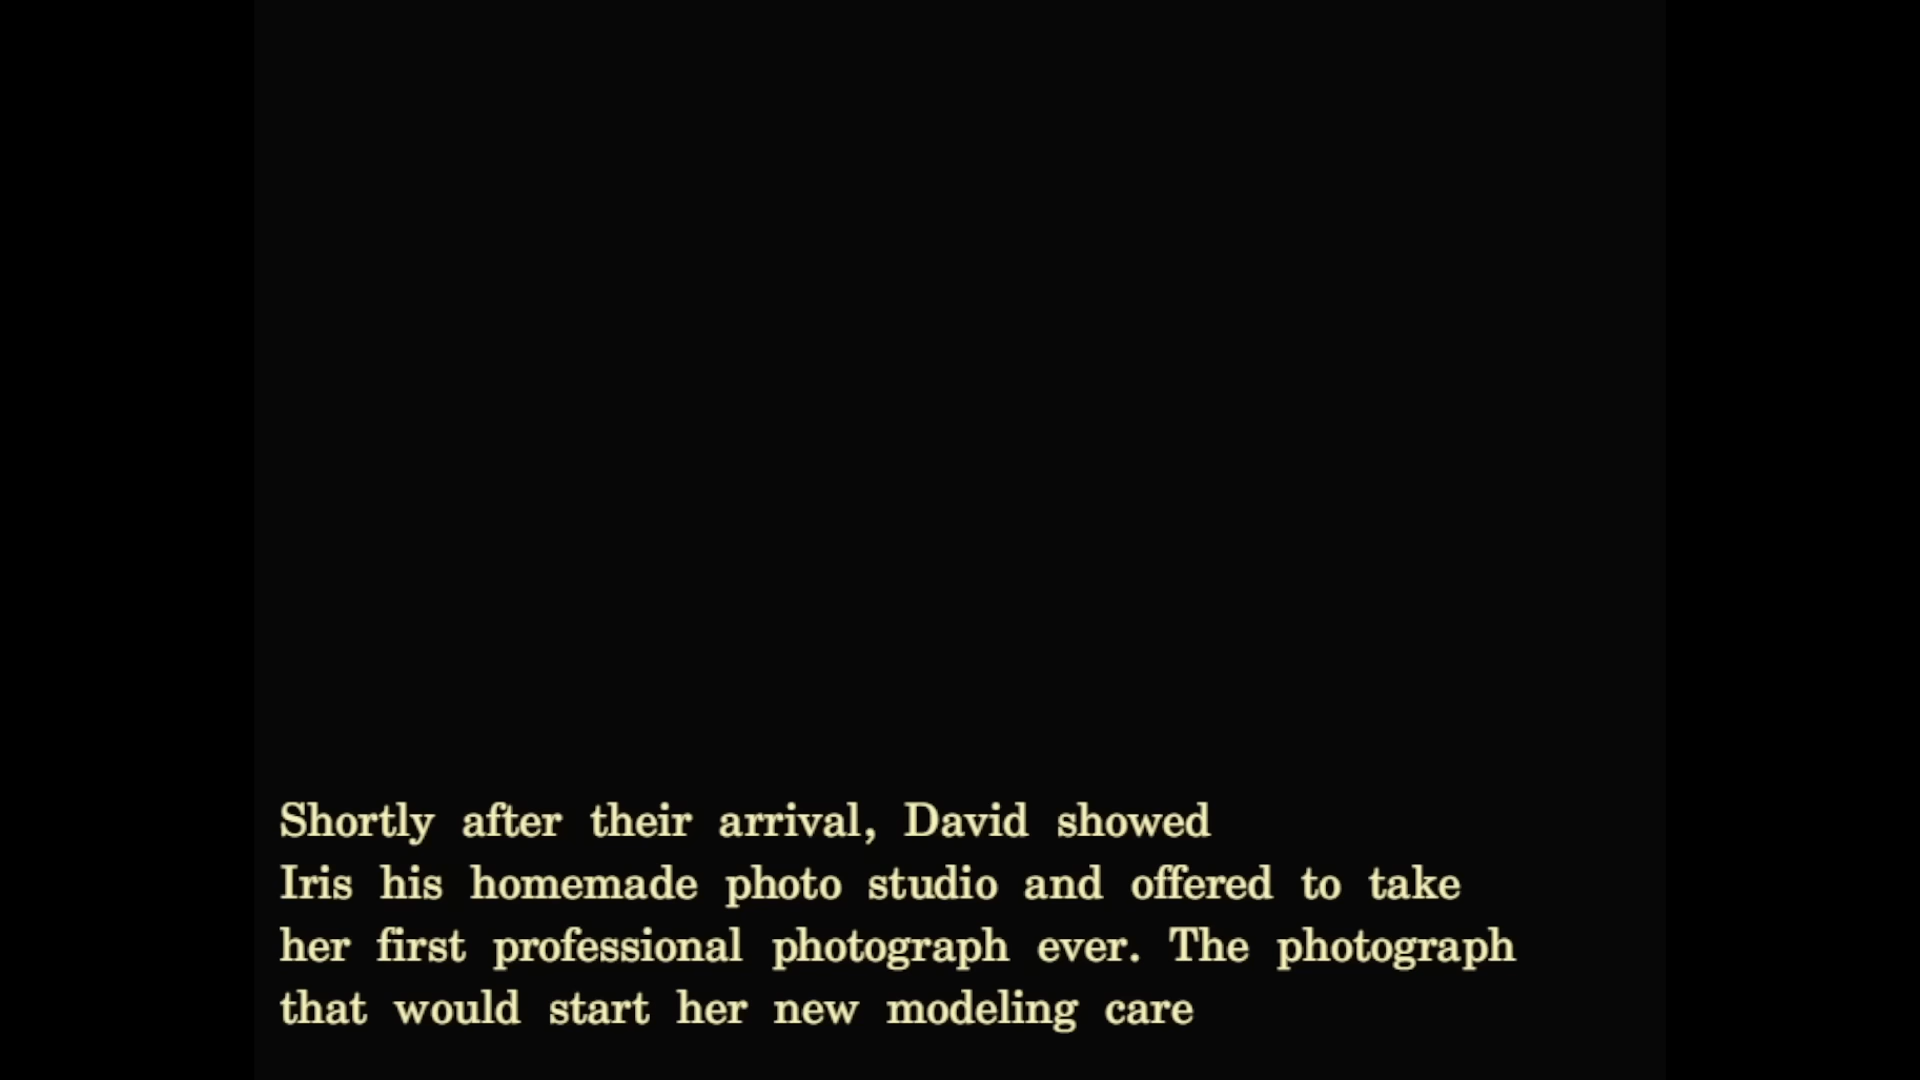 Shortly after their arrival, David showed
Iris his homemade photo studio and offered to take
her first professional photograph ever. The photograph
that would start her new modeling care